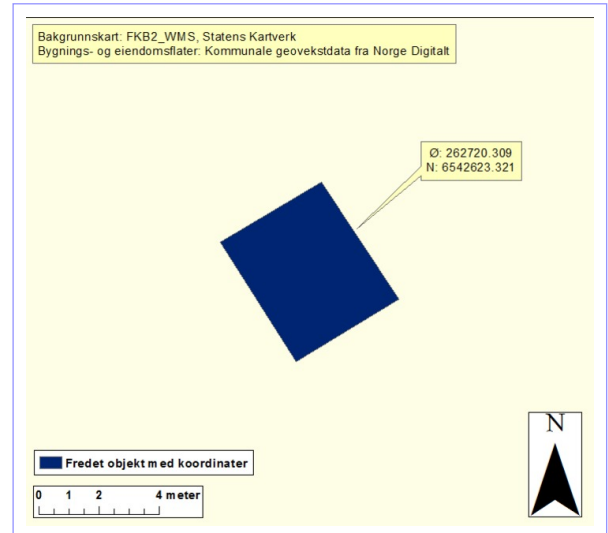 Bakgrunnskart: FKB2_WMS, Statens Kartverk
Bygnings- og eiendomsflater: Kommunale geovekstdata fra Norge Digitalt
Ø: 262720.309
N: 6542623.321
N
Fredet objekt med koordinater
0 1 2 4 meter